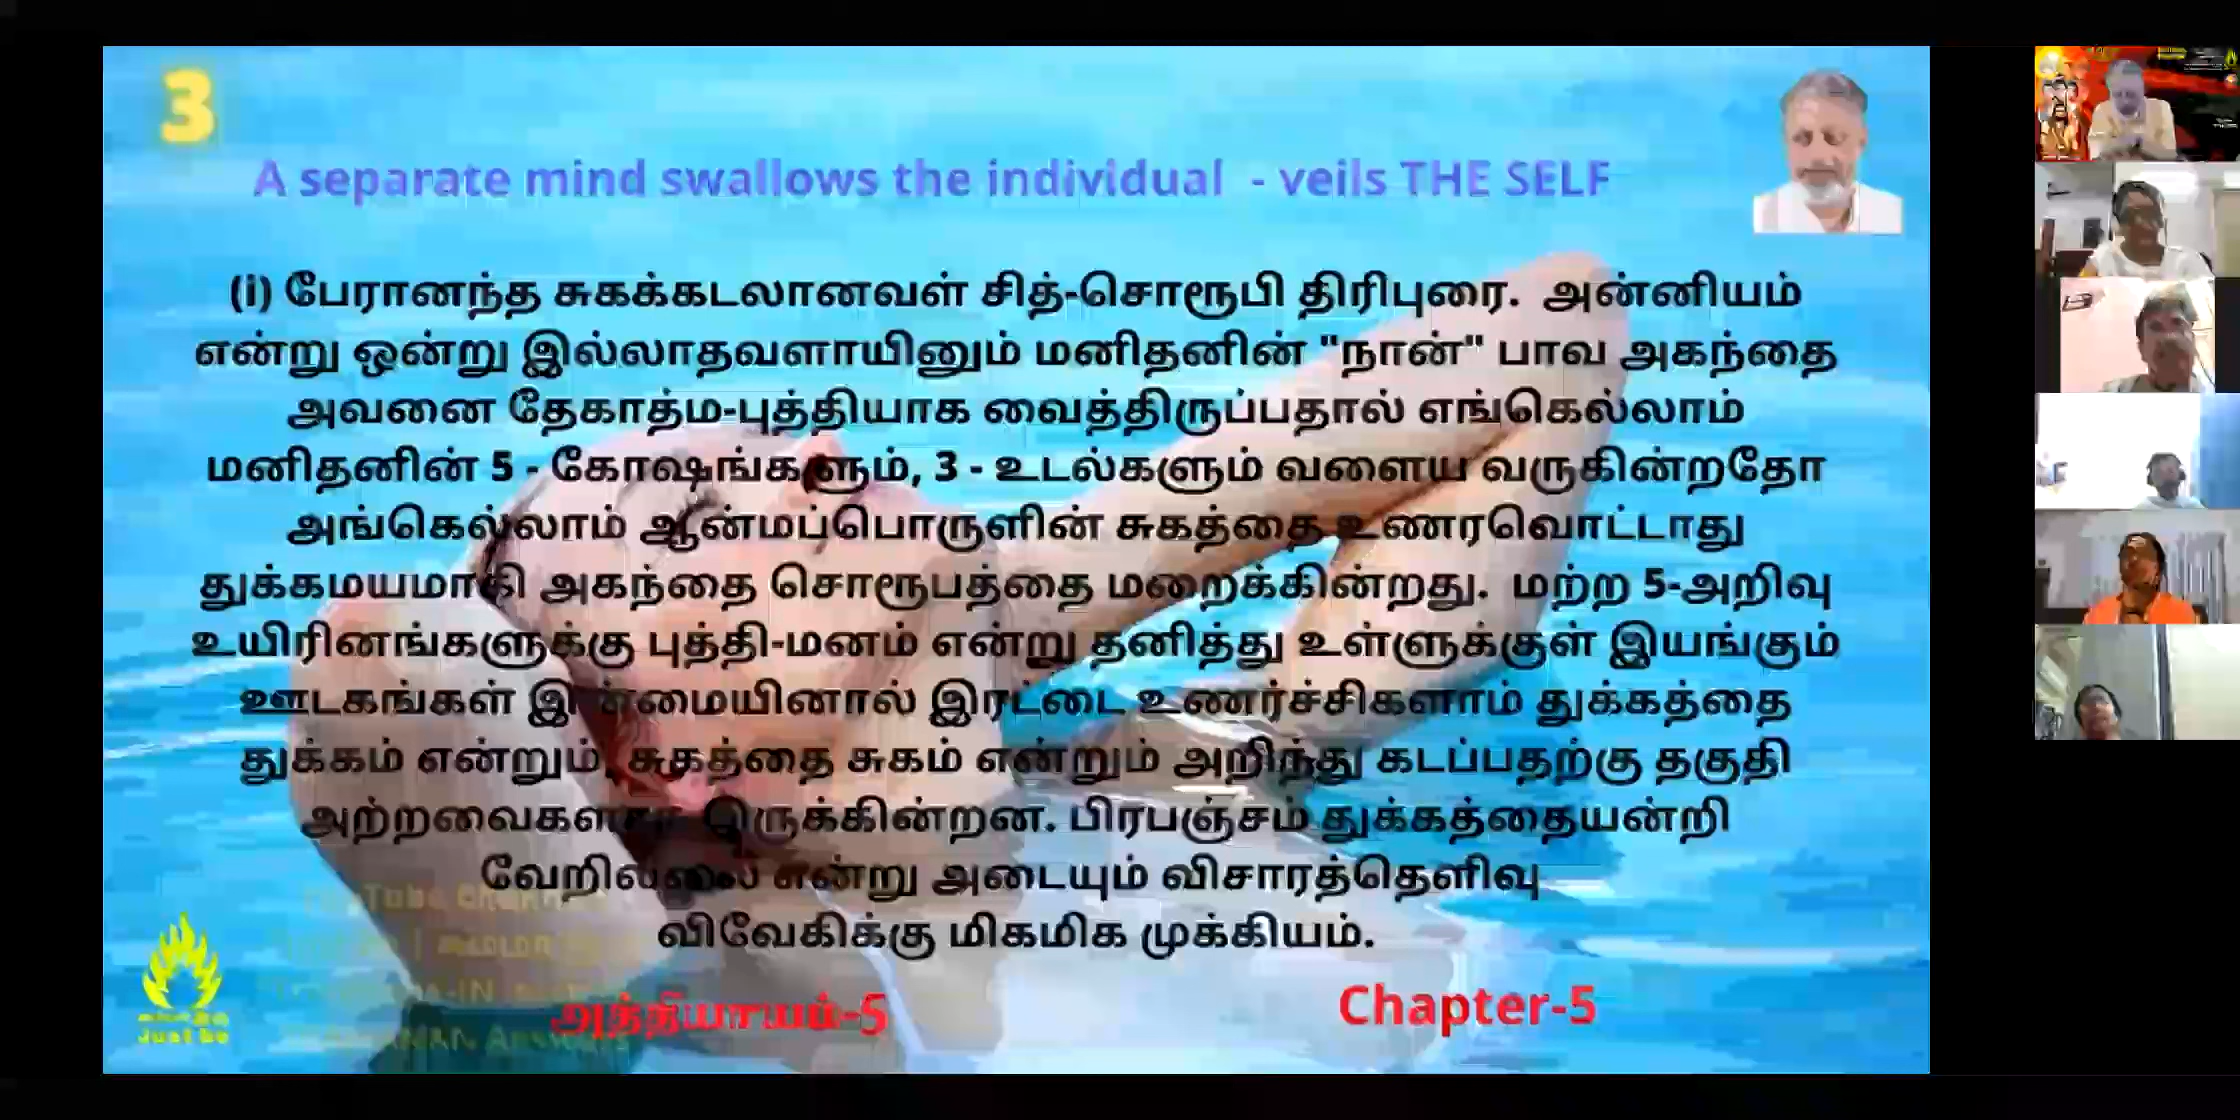 3
A separate mind swallows the individual - veils THE SELF
(i) பேரானந்த சுகக்கடலானவள் சித்-சொரூபி திரிபுரை. அன்னியம்
என்று ஒன்று இல்லாதவளாயினும் மனிதனின் "நான்" பாவ அகந்தை
அவனை தேகாத்ம-புத்தியாக வைத்திருப்பதால் எங்கெல்லாம்
மனிதனின் 5 - கோஷங்களும், 3 - உடல்களும் வளைய வருகின்றதோ
அங்கெல்லாம் ஆன்மப்பொருளின் சுகத்தை உணரவொட்டாது
துக்கமயமாகி அகந்தை சொரூபத்தை மறைக்கின்றது. மற்ற 5-அறிவு
உயிரினங்களுக்கு புத்தி-மனம் என்று தனித்து உள்ளுக்குள் இயங்கும்
ஊடகங்கள் இன்மையினால் இரட்டை உணர்ச்சிகளாம் துக்கத்தை
துக்கம் என்றும், சுகத்தை சுகம் என்றும் அறிந்து கடப்பதற்கு தகுதி
அற்றவைகளாக இருக்கின்றன. பிரபஞ்சம் துக்கத்தையன்றி
வேறில்லை என்று அடையும் விசாரத்தெளிவு
விவேகிக்கு மிகமிக முக்கியம்.
அத்தியாயம்-5
Chapter-5
Just be